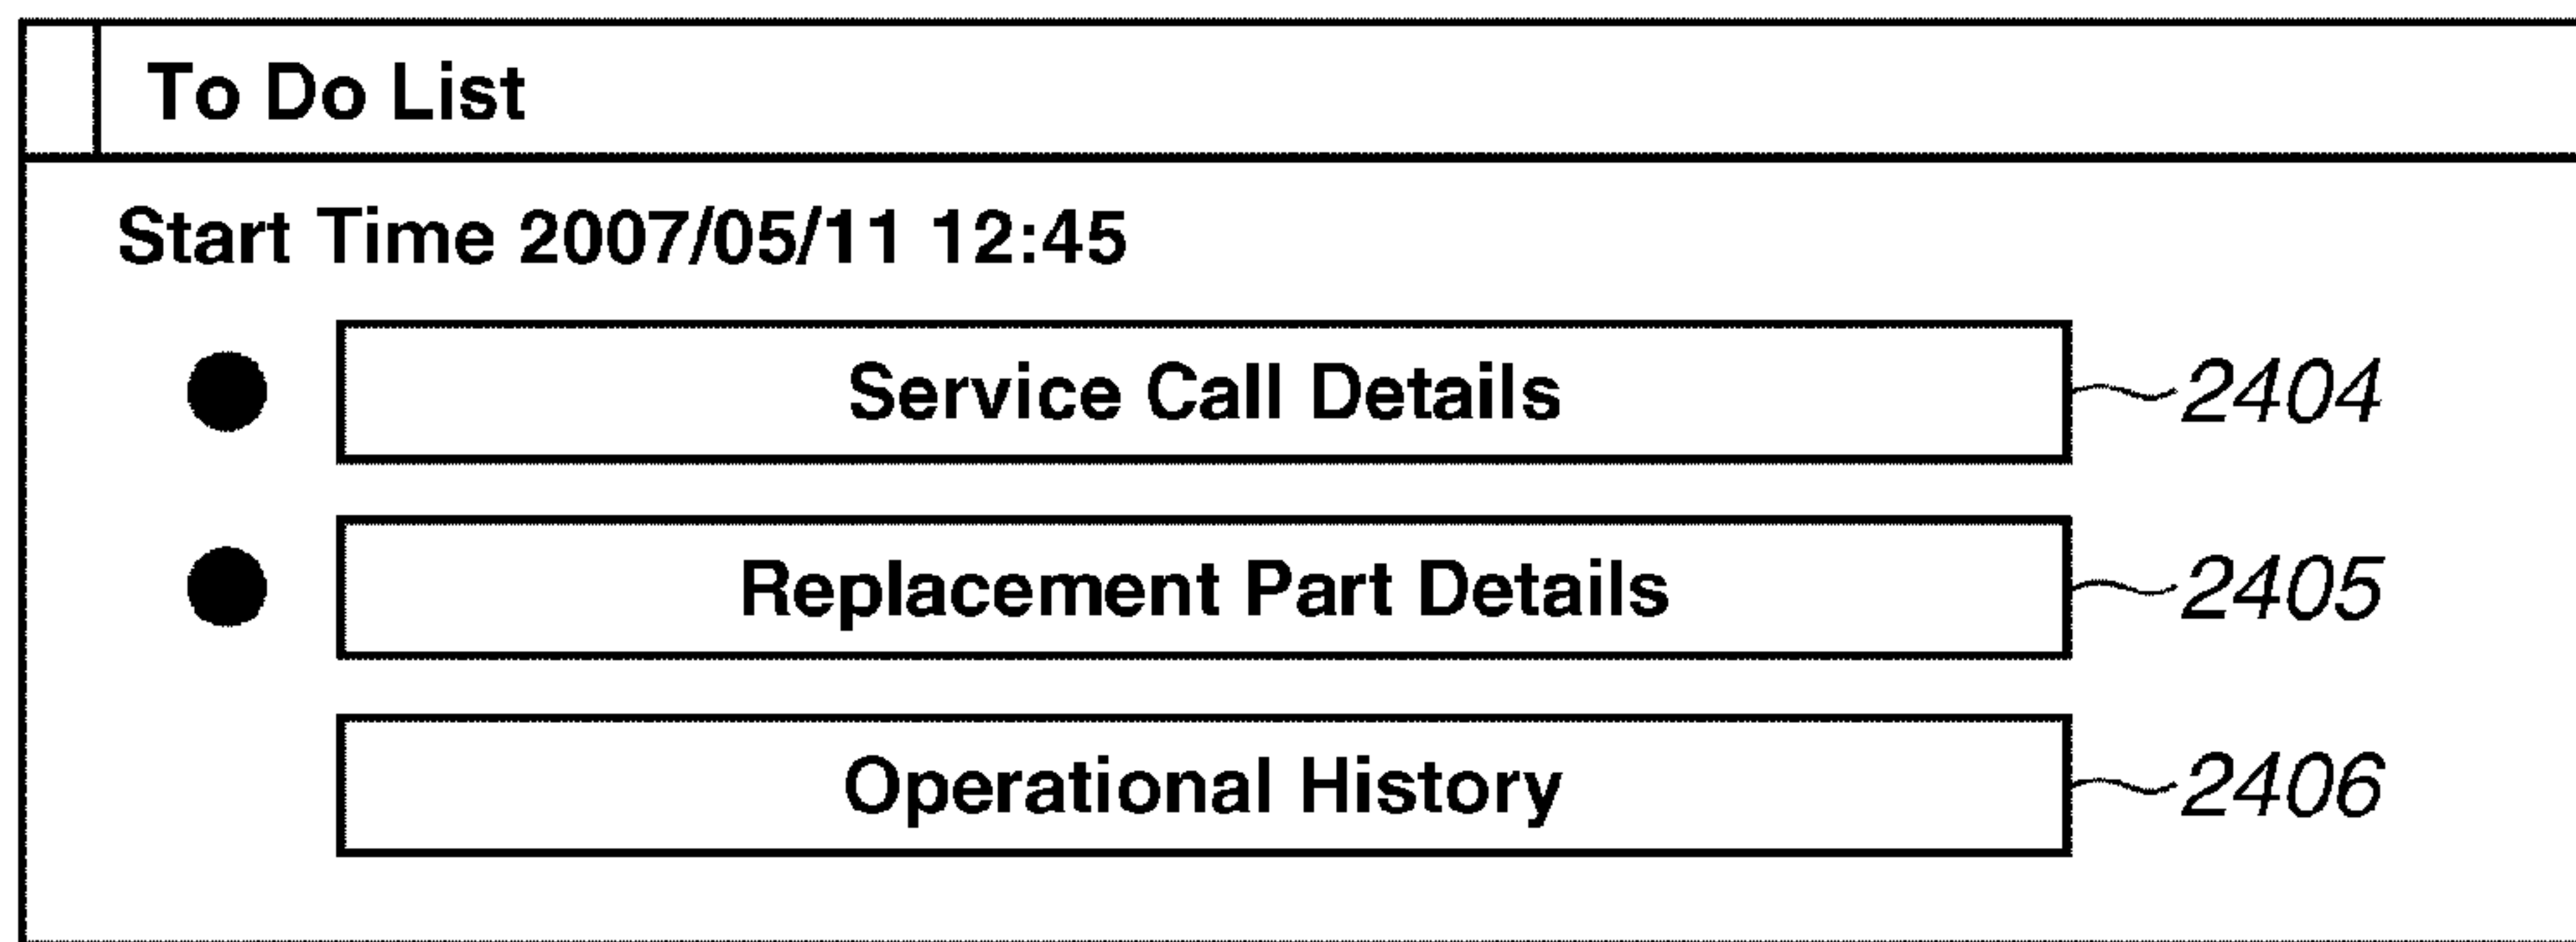 To Do List
Start Time 2007/05/11 12:45
Service Call Details 2404
Replacement Part Details 2405
Operational History 2406